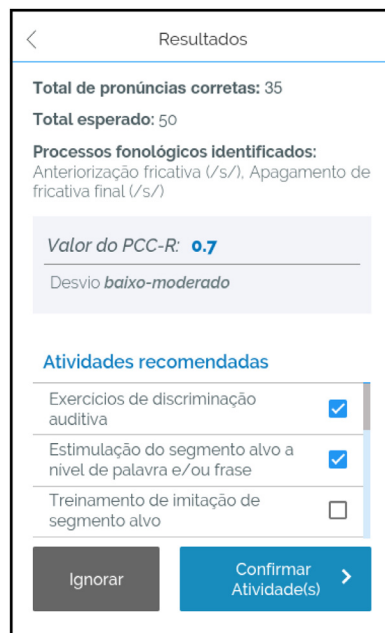 Resultados
Total de pronúncias corretas: 35
Total esperado: 50
Processos fonológicos identificados:
Anteriorização fricativa (/s/), Apagamento de
fricativa final (/s/)
Valor do PCC-R: 0.7
Desvio baixo-moderado
Atividades recomendadas
Exercicios de discriminação
auditiva
Estimulação do segmento alvo a
nivel de palavra e/ou frase
Treinamento de imitação de
segmento alvo
Ignorar
Confirmar
Atividade(s)